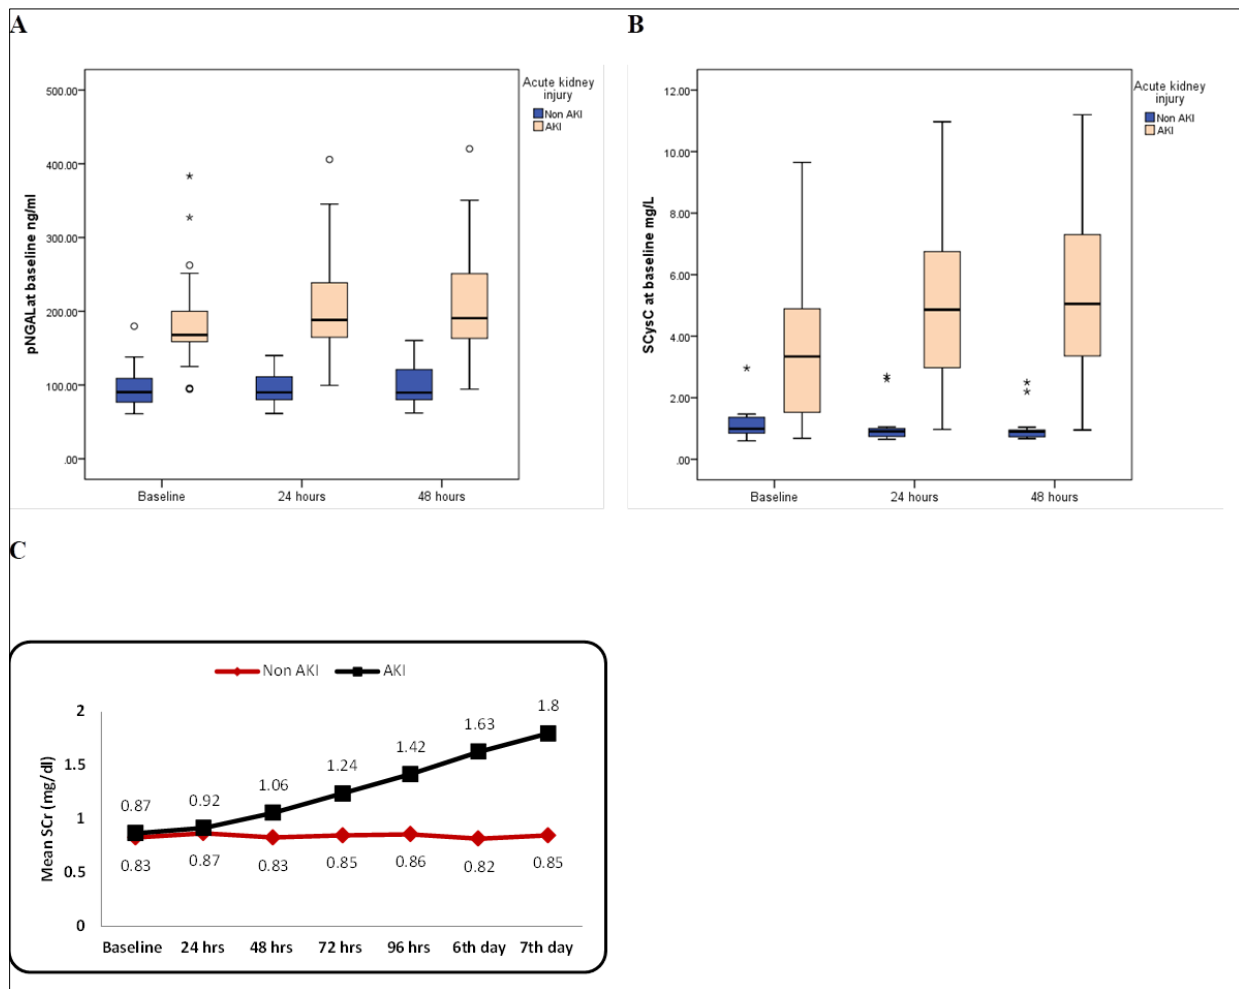 A
B
Acute kidney
injury
Non AKI
AKI
pNGALat baseline ng/ml
500.00
400.00
300.00
200.00
100.00
.00
Baseline
24 hours
48 hours
Acute kidney
injury
Non AKI
AKI
SCysC at baseline mg/L
12.00
10.00
8.00
6.00
4.00
2.00
.00
Baseline
24 hours
48 hours
C
Non AKI
AKI
Mean SCr (mg/dl)
2
1.5
1
0.5
0
0.87
0.92
1.06
1.24
1.42
1.63
1.8
0.83
0.87
0.83
0.85
0.86
0.82
0.85
Baseline
24 hrs
48 hrs
72 hrs
96 hrs
6th day
7th day